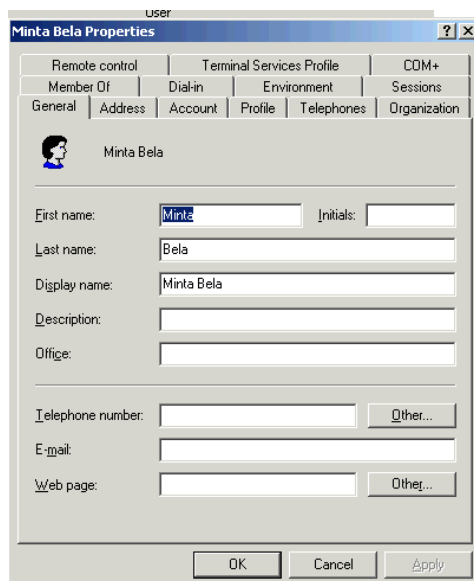 User
Minta Bela Properties
Remote control Terminal Services Profile COM+
Member Of Dial-in Environment Sessions
General Address Account Profile Telephones Organization
Minta Bela
First name: Minta Initials:
Last name: Bela
Display name: Minta Bela
Description:
Office:
Telephone number: Other...
E-mail:
Web page: Other...
OK Cancel Apply